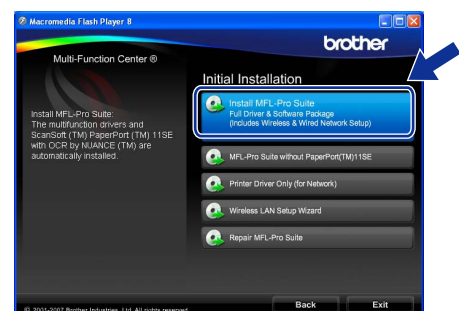 Macromedia Flash Player 8
brother
Multi-Function Center ®
Initial Installation
Install MFL-Pro Suite
Full Driver & Software Package
(Includes Wireless & Wired Network Setup)
Install MFL-Pro Suite:
The multifunction drivers and
ScanSoft (TM) PaperPort (TM) 11SE
with OCR by NUANCE (TM) are
automatically installed.
MFL-Pro Suite without PaperPort(TM)11SE
Printer Driver Only (for Network)
Wireless LAN Setup Wizard
Repair MFL-Pro Suite
© 2001-2007 Brother Industries, Ltd. All rights reserved.
Back
Exit